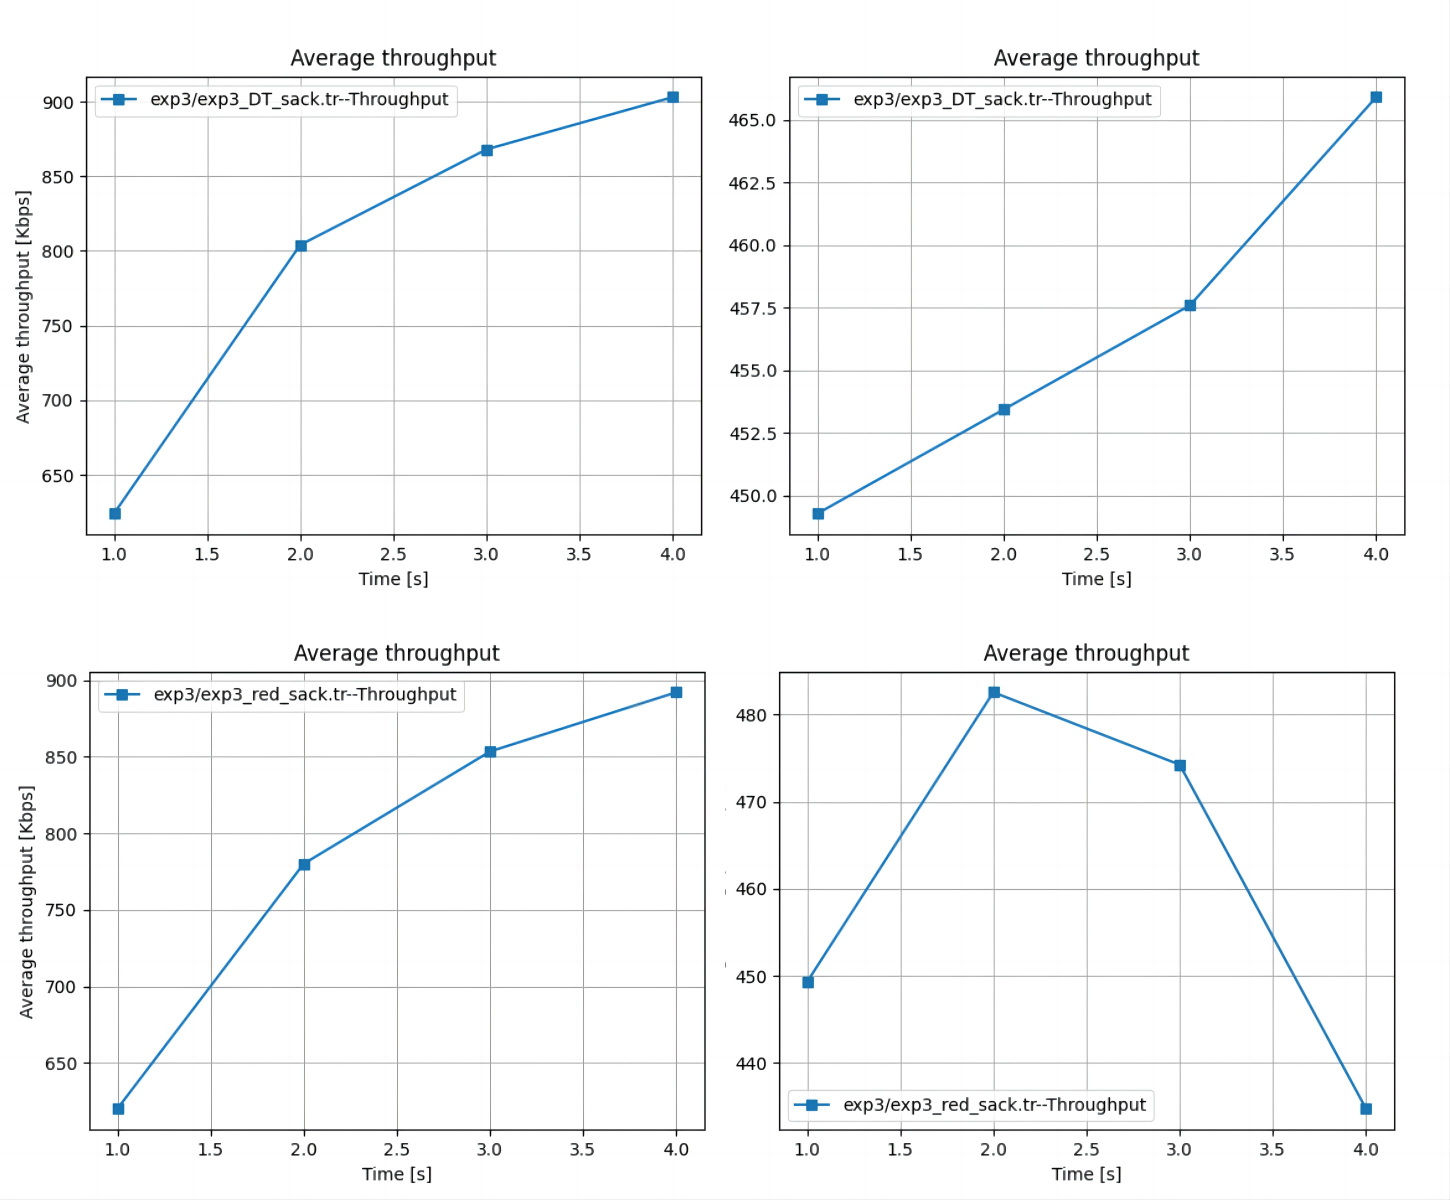 Average throughput
exp3/exp3_DT_sack.tr--Throughput
Average throughput [Kbps]
900
850
800
750
700
650
1.0 1.5 2.0 2.5 3.0 3.5 4.0
Time [s]
Average throughput
exp3/exp3_DT_sack.tr--Throughput
465.0
462.5
460.0
457.5
455.0
452.5
450.0
1.0 1.5 2.0 2.5 3.0 3.5 4.0
Time [s]
Average throughput
exp3/exp3_red_sack.tr--Throughput
Average throughput [Kbps]
900
850
800
750
700
650
1.0 1.5 2.0 2.5 3.0 3.5 4.0
Time [s]
Average throughput
480
470
460
450
440
exp3/exp3_red_sack.tr--Throughput
1.0 1.5 2.0 2.5 3.0 3.5 4.0
Time [s]